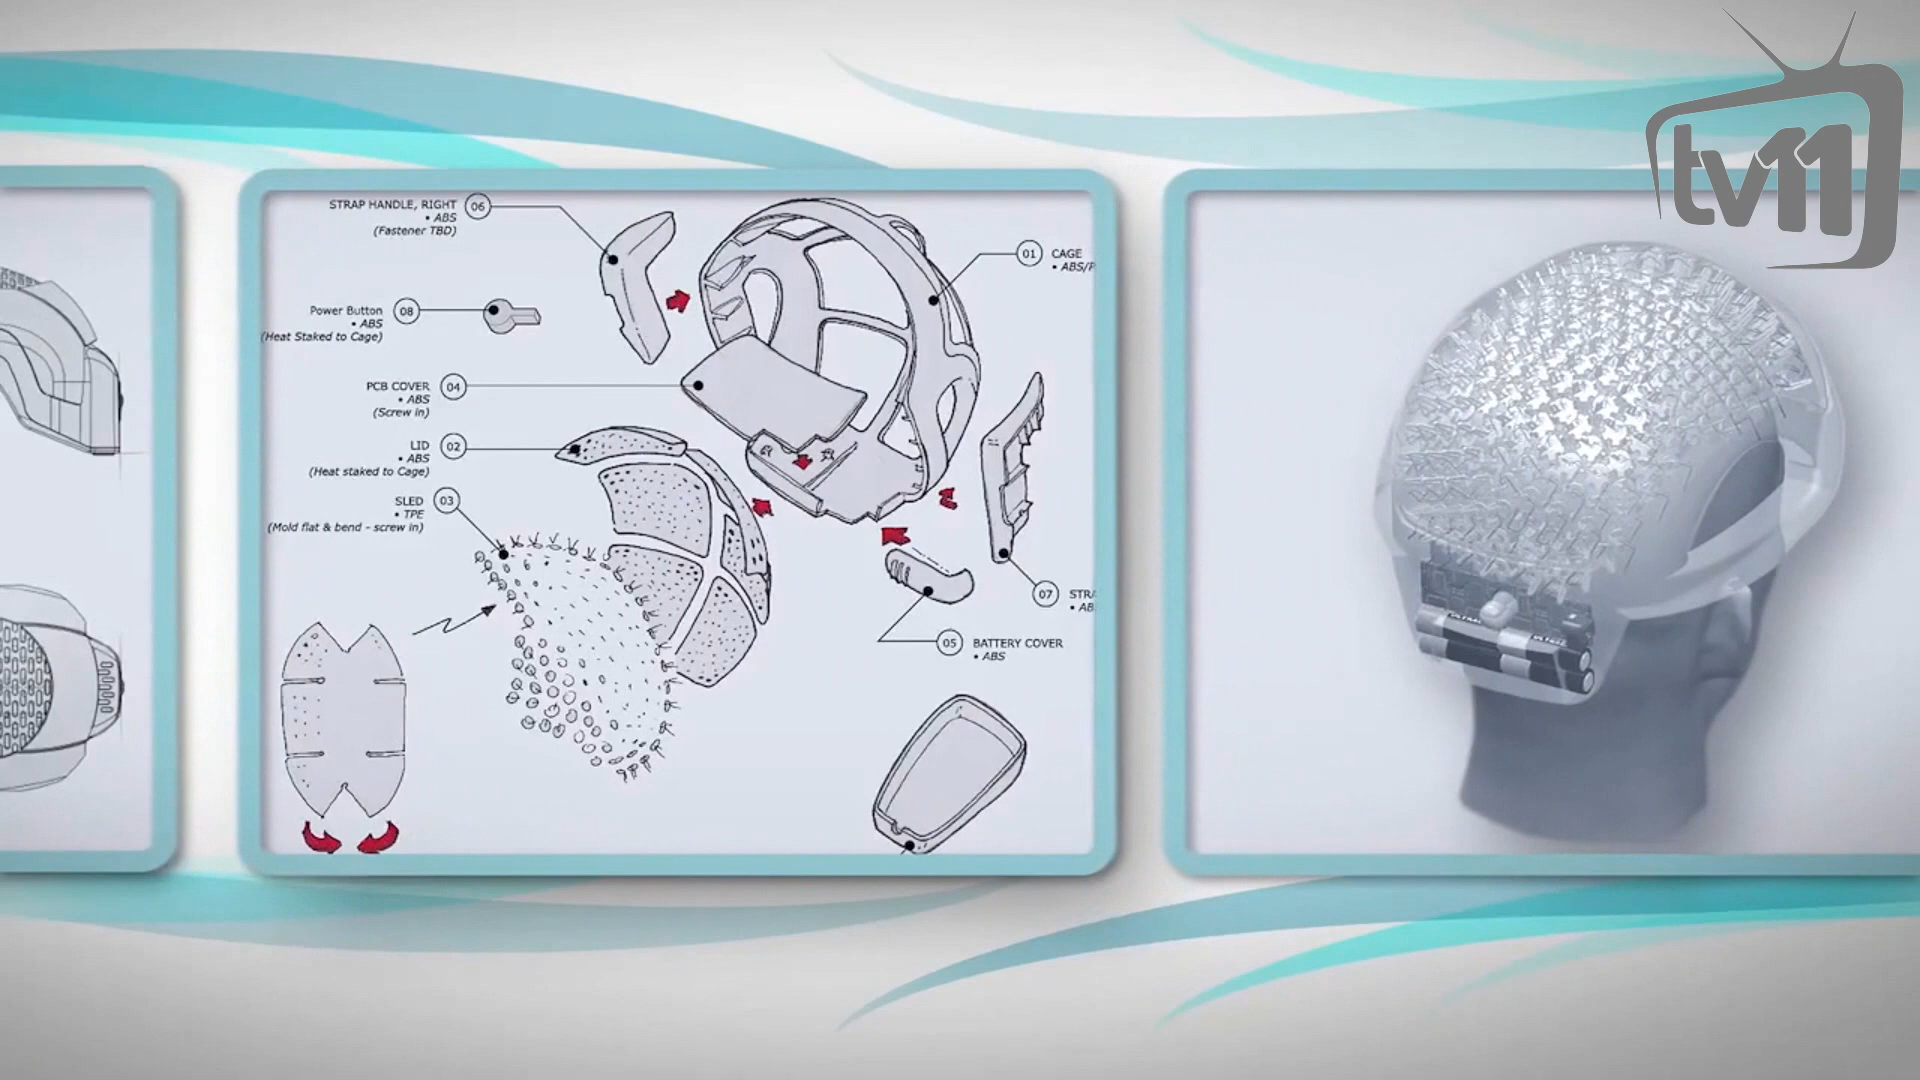 tv11
STRAP HANDLE, RIGHT 06
• ABS
(Fastener TBD)
01 CAGE
• ABS/P
Power Button 08
• ABS
(Heat Staked to Cage)
PCB COVER 04
• ABS
(Screw in)
LID 02
• ABS
(Heat staked to Cage)
SLED 03
• TPE
(Mold flat & bend - screw in)
07 STRA
• AB
05 BATTERY COVER
• ABS